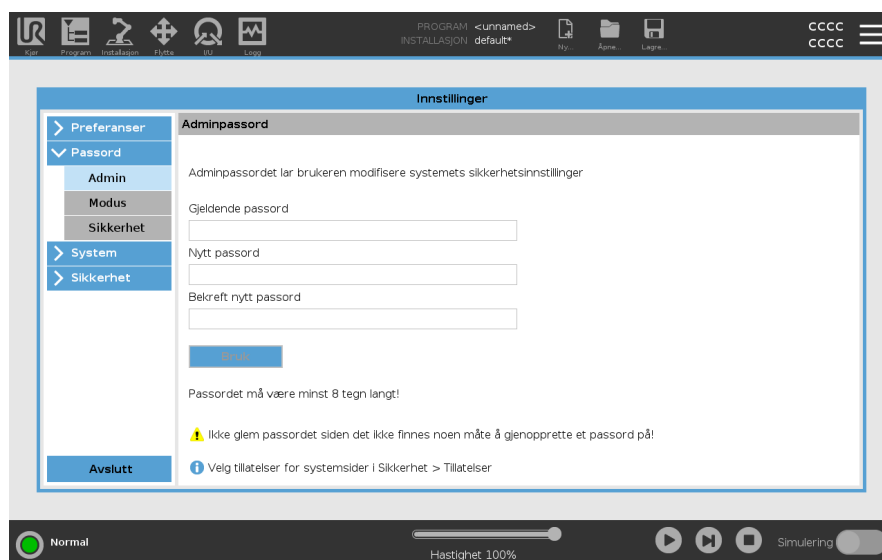 PROGRAM <unnamed>
INSTALLASJON default*
Kjør Program Installasjon Flytte I/U Logg Ny... Åpne... Lagre...
CCCC
CCCC
Innstillinger
Preferanser
Passord
Admin
Modus
Sikkerhet
System
Sikkerhet
Avslutt
Adminpassord
Adminpassordet lar brukeren modifisere systemets sikkerhetsinnstillinger
Gjeldende passord
Nytt passord
Bekreft nytt passord
Bruk
Passordet må være minst 8 tegn langt!
Ikke glem passordet siden det ikke finnes noen måte å gjenopprette et passord på!
Velg tillatelser for systemsider i Sikkerhet > Tillatelser
Normal
Hastighet 100%
Simulering